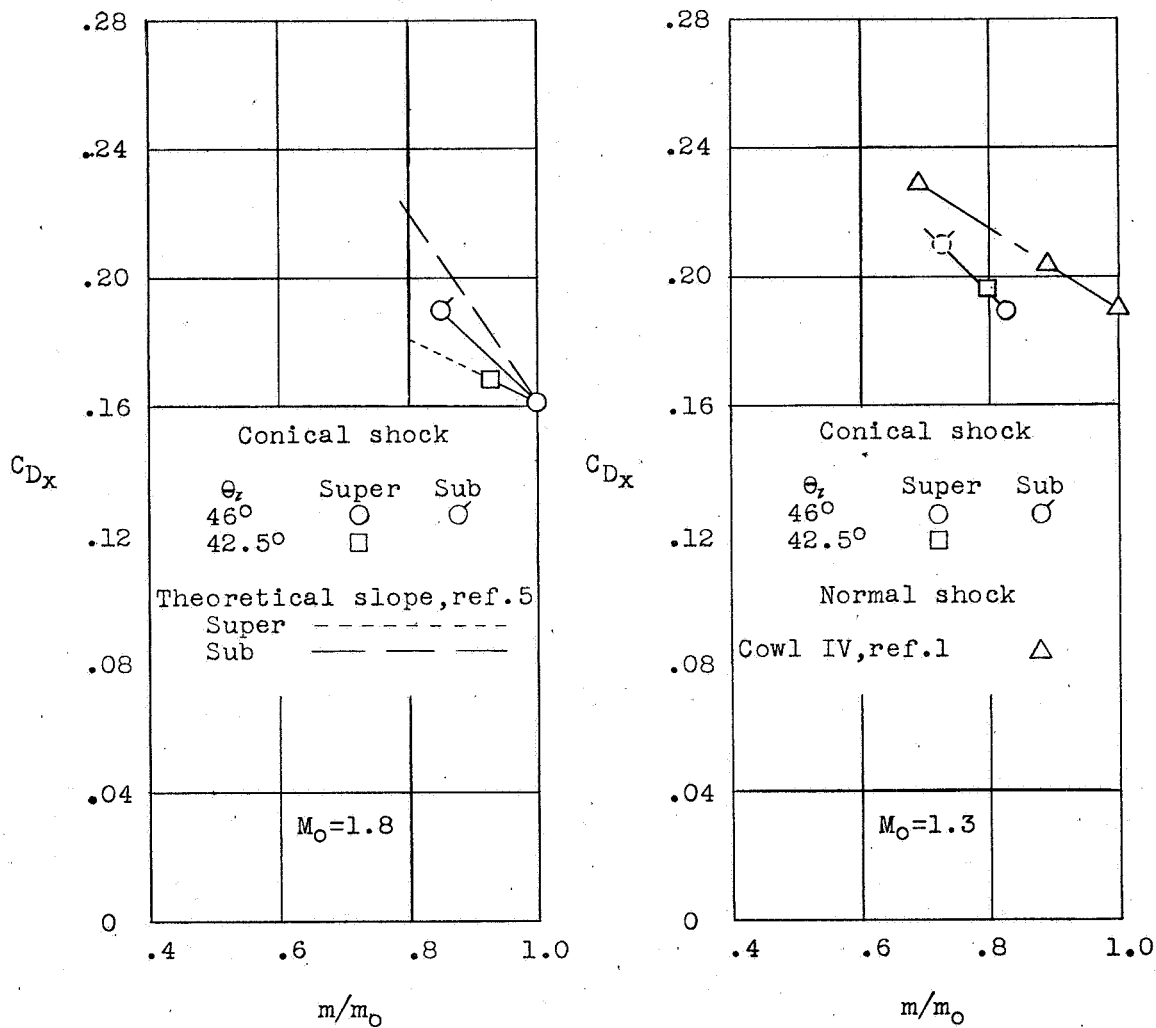 .28
.24
.20
.16
.12
.08
.04
0
C_Dx
Conical shock
θ_l Super Sub
46°
42.5°
Theoretical slope,ref.5
Super
Sub
M_o=1.8
.4 .6 .8 1.0
m/m_o
.28
.24
.20
.16
.12
.08
.04
0
C_Dx
Conical shock
θ_l Super Sub
46°
42.5°
Normal shock
Cowl IV,ref.1
M_o=1.3
.4 .6 .8 1.0
m/m_o